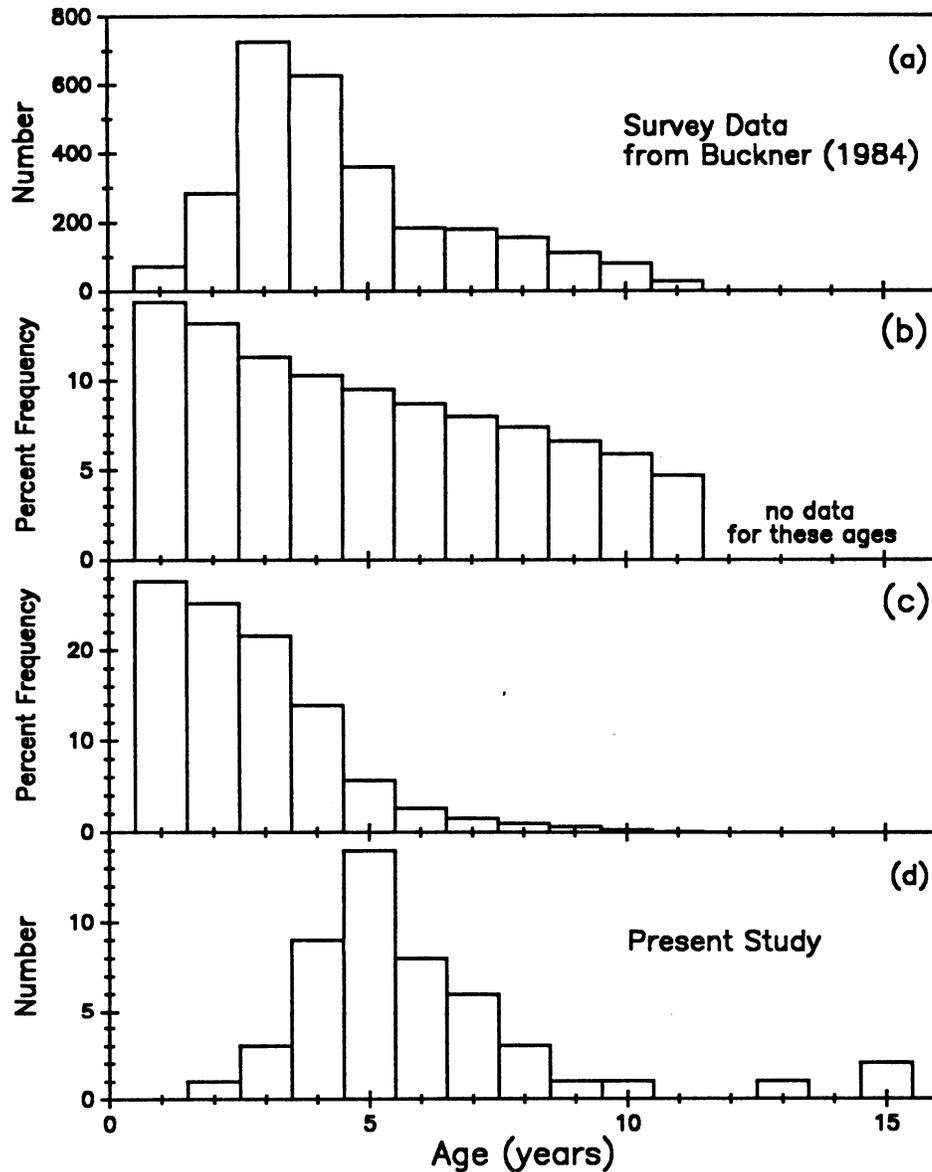 800
600
400
200
0
Number
(a)
Survey Data
from Buckner (1984)
10
5
0
Percent Frequency
(b)
no data
for these ages
20
10
0
Percent Frequency
(c)
10
5
0
Number
(d)
Present Study
0 5 10 15
Age (years)